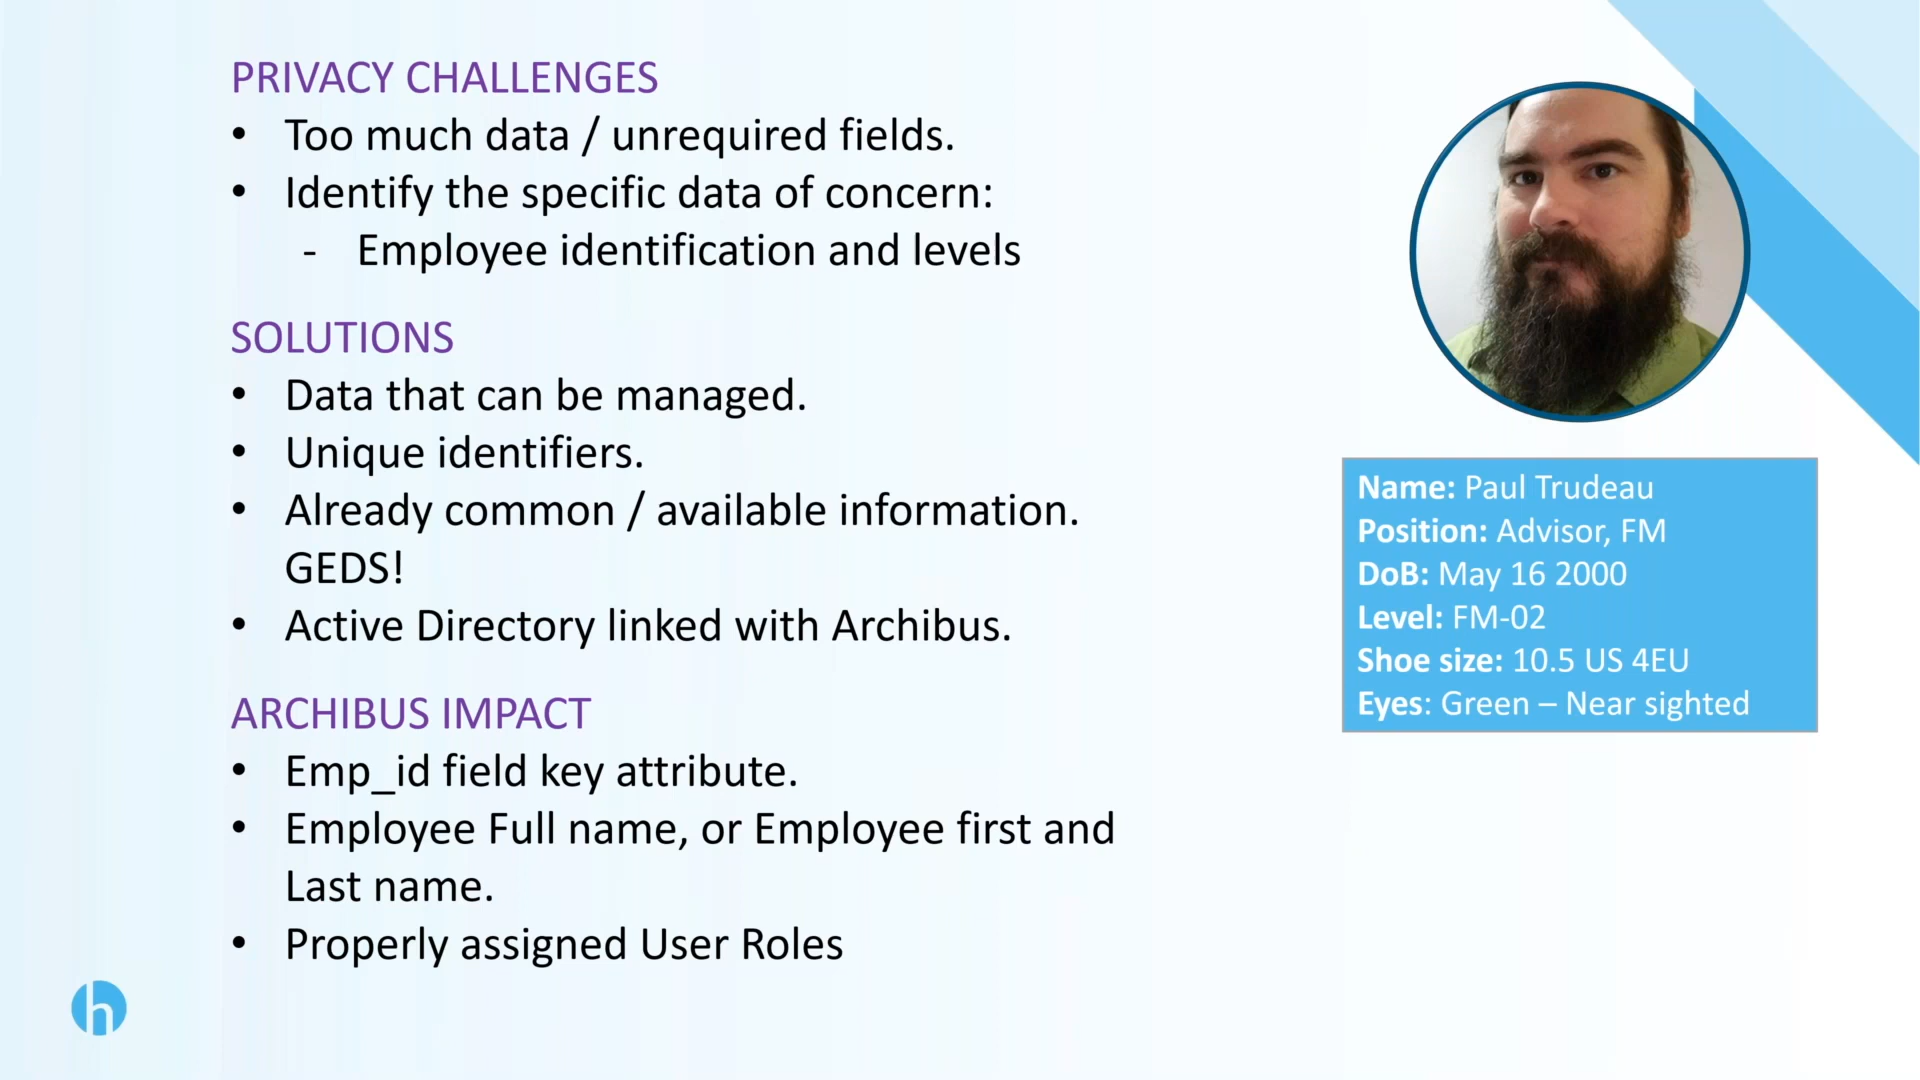 PRIVACY CHALLENGES
• Too much data / unrequired fields.
• Identify the specific data of concern:
- Employee identification and levels
SOLUTIONS
• Data that can be managed.
• Unique identifiers.
• Already common / available information.
GEDS!
• Active Directory linked with Archibus.
ARCHIBUS IMPACT
• Emp_id field key attribute.
• Employee Full name, or Employee first and
Last name.
• Properly assigned User Roles
h
Name: Paul Trudeau
Position: Advisor, FM
DoB: May 16 2000
Level: FM-02
Shoe size: 10.5 US 4EU
Eyes: Green – Near sighted